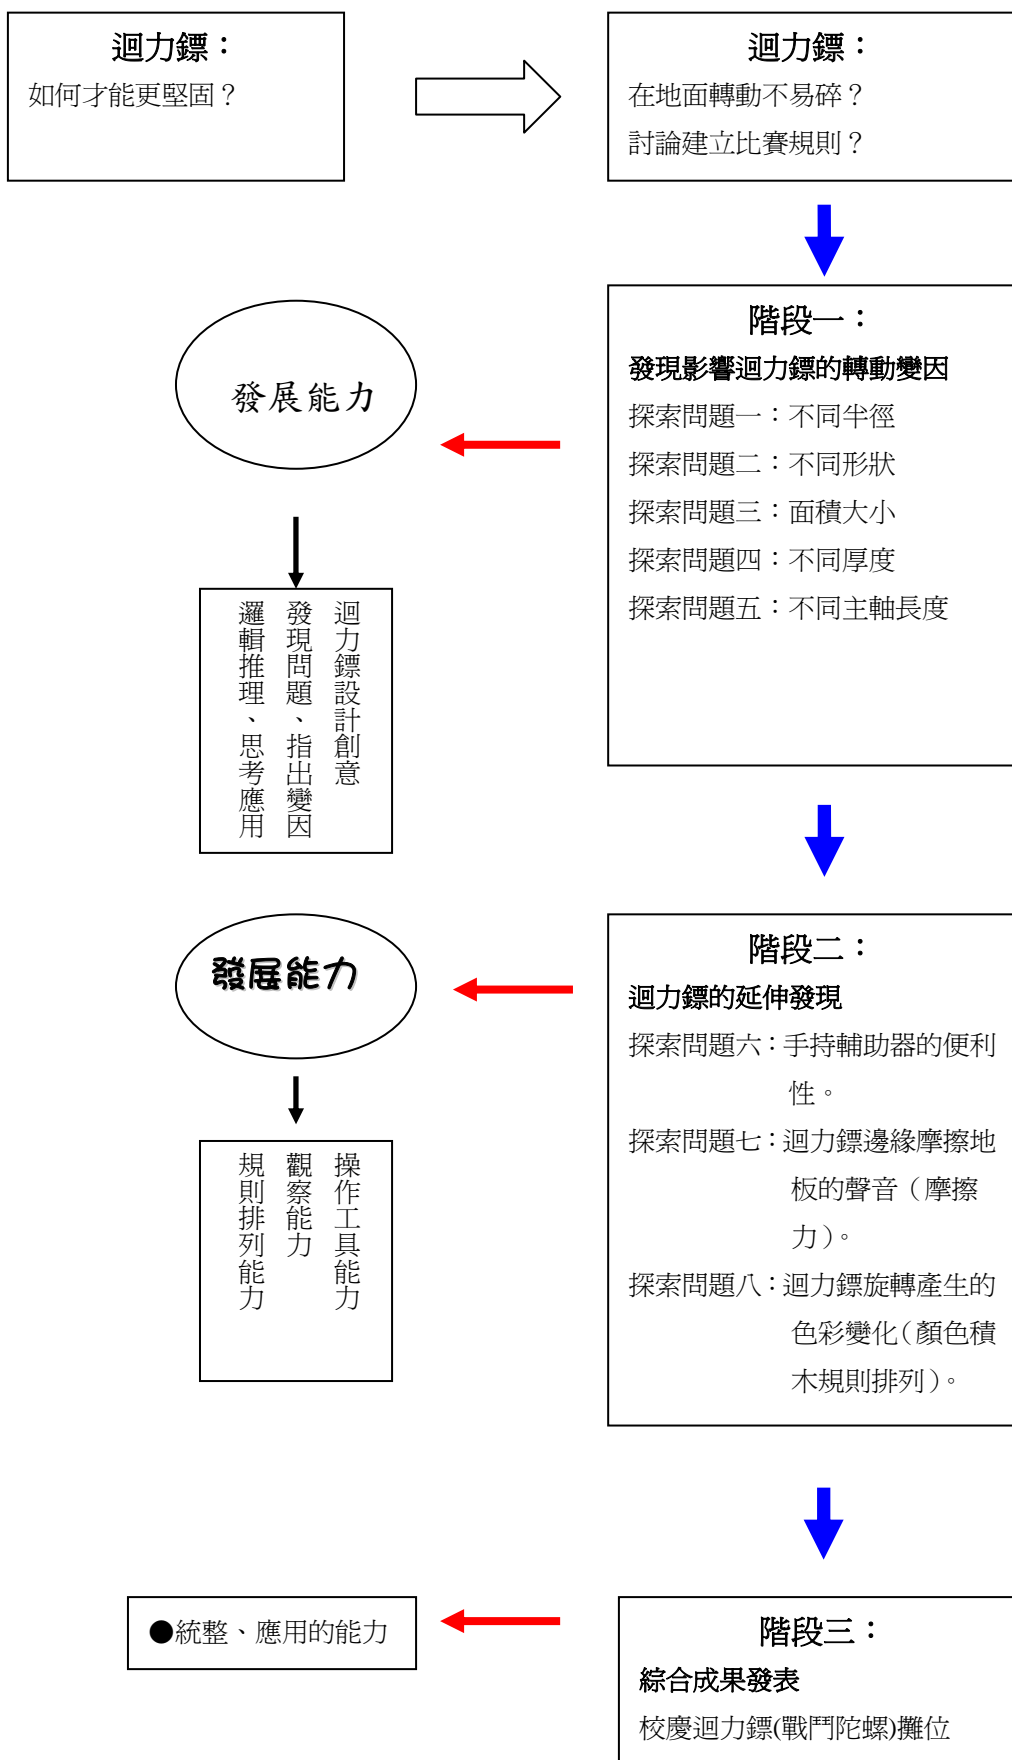 迴力鏢：
如何才能更堅固？
迴力鏢：
在地面轉動不易碎？
討論建立比賽規則？
階段一：
發現影響迴力鏢的轉動變因
探索問題一：不同半徑
探索問題二：不同形狀
探索問題三：面積大小
探索問題四：不同厚度
探索問題五：不同主軸長度
發展能力
迴力鏢設計創意
發現問題、指出變因
邏輯推理、思考應用
階段二：
迴力鏢的延伸發現
探索問題六：手持輔助器的便利
性。
探索問題七：迴力鏢邊緣摩擦地
板的聲音（摩擦
力）。
探索問題八：迴力鏢旋轉產生的
色彩變化（顏色積
木規則排列）。
發展能力
操作工具能力
觀察能力
規則排列能力
階段三：
綜合成果發表
校慶迴力鏢(戰鬥陀螺)攤位
●統整、應用的能力